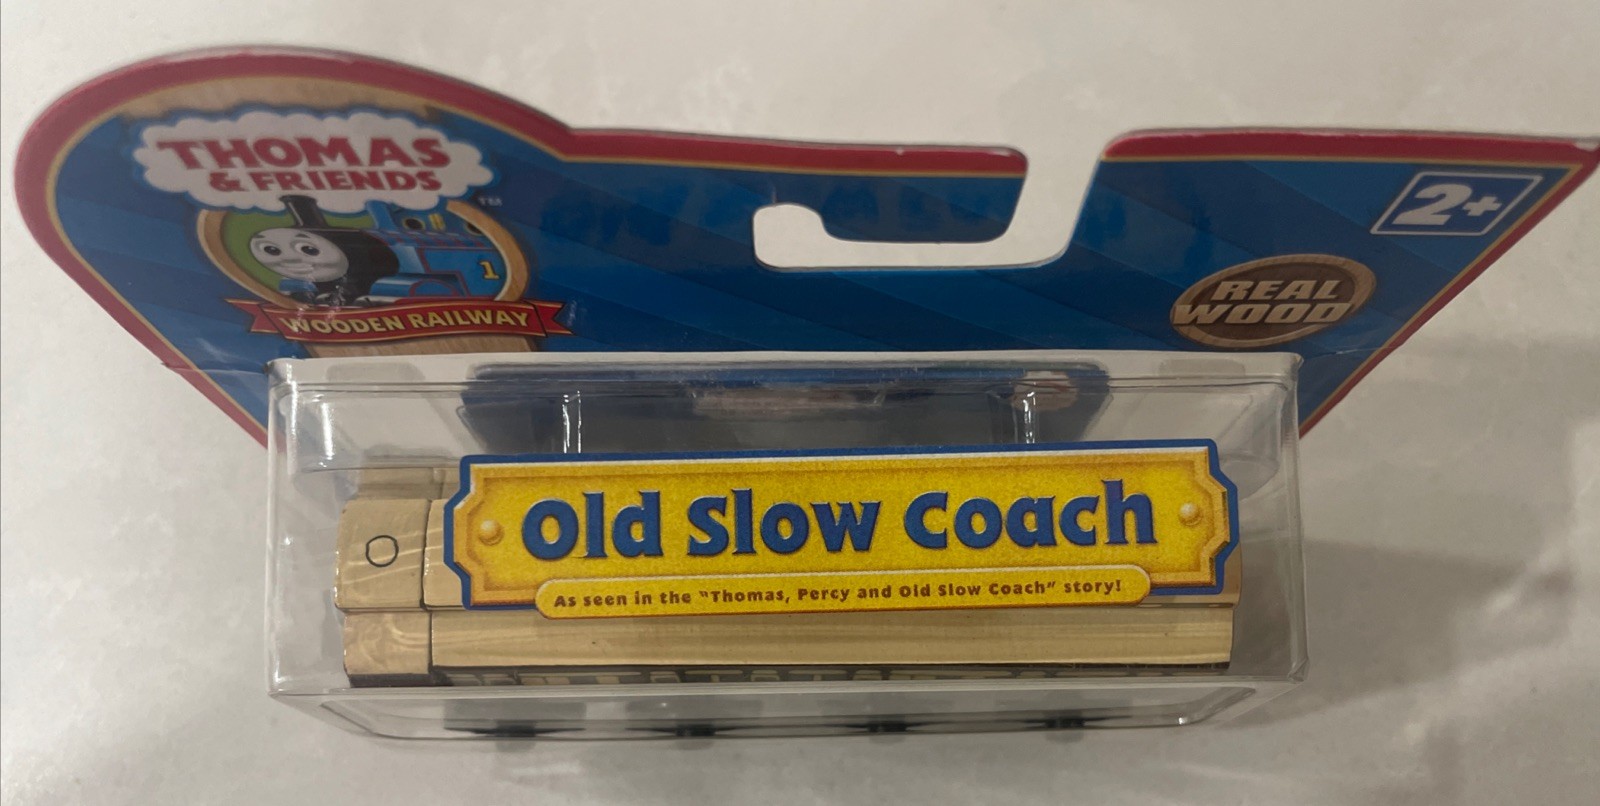 THOMAS
& FRIENDS
TM
1
WOODEN RAILWAY
2+
REAL
WOOD
Old Slow Coach
As seen in the "Thomas, Percy and Old Slow Coach" story!